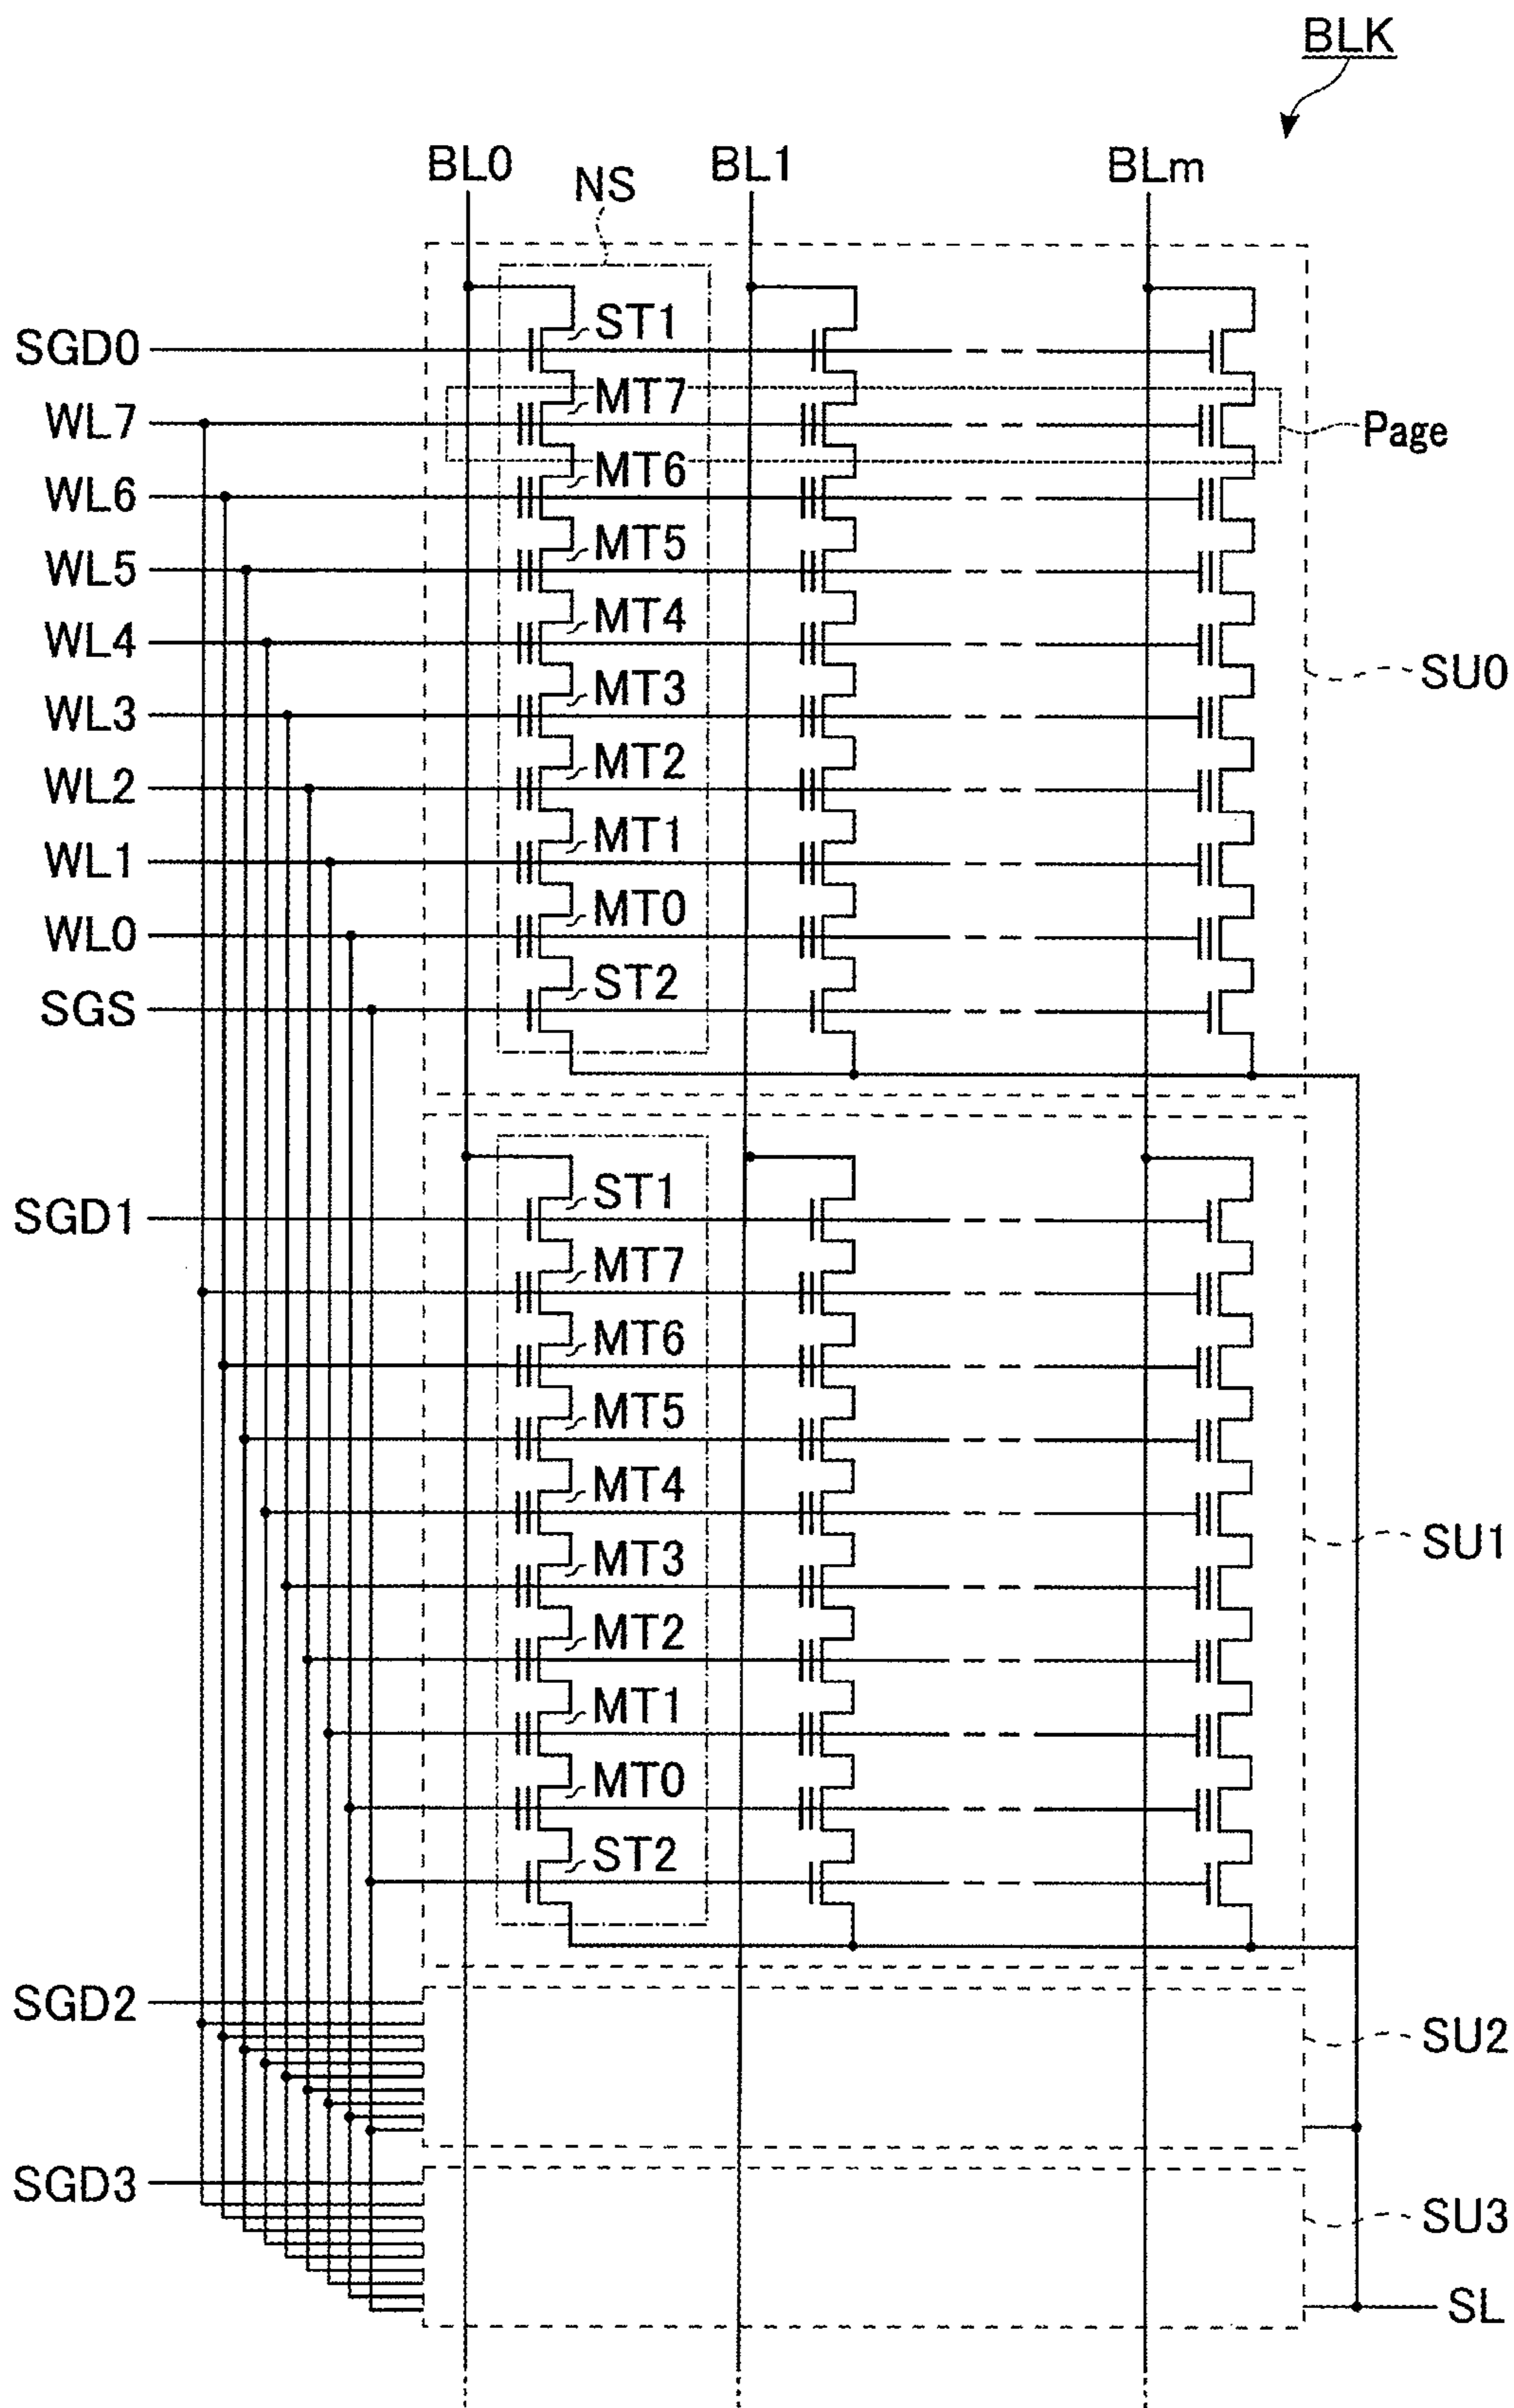 BLK
BL0
NS
BL1
BLm
ST1
SGD0
MT7
WL7
Page
MT6
WL6
MT5
WL5
MT4
WL4
SU0
MT3
WL3
MT2
WL2
MT1
WL1
MT0
WL0
ST2
SGS
ST1
SGD1
MT7
MT6
MT5
MT4
SU1
MT3
MT2
MT1
MT0
ST2
SGD2
SU2
SGD3
SU3
SL